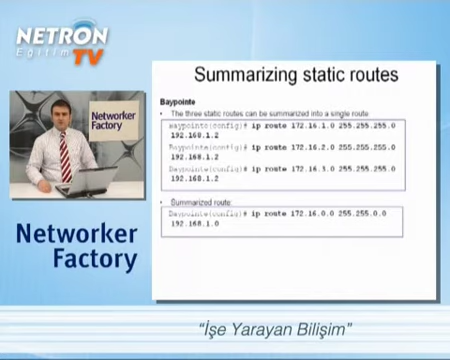 NETRON
Eğitim TV
Summarizing static routes
Baypointe
• The three static routes can be summarized into a single route
Baypointe(config)# ip route 172.16.1.0 255.255.255.0
192.168.1.2
Baypointe(config)# ip route 172.16.2.0 255.255.255.0
192.168.1.2
Baypointe(config)# ip route 172.16.3.0 255.255.255.0
192.168.1.2
• Summarized route:
Baypointe(config)# ip route 172.16.0.0 255.255.0.0
192.168.1.0
Networker
Factory
Networker
Factory
“İşe Yarayan Bilişim”